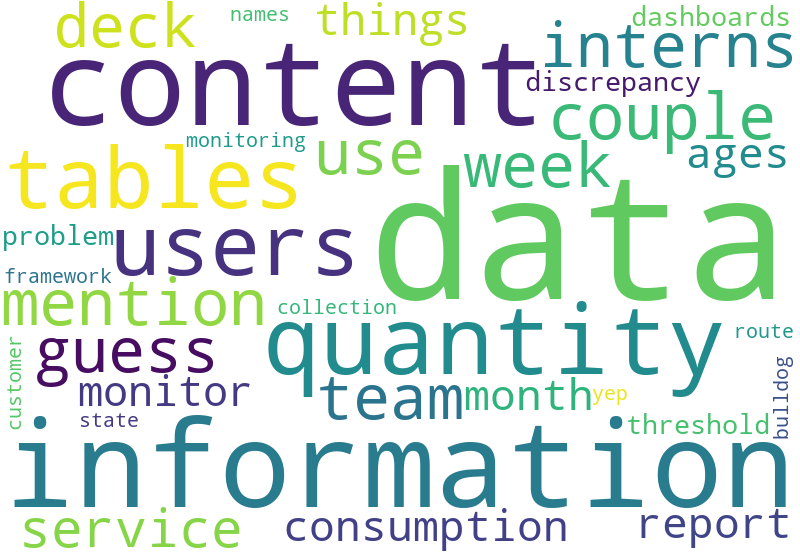 deck names things dashboards
content interns
discrepancy
monitoring use couple
tables week ages
data
problem users
framework
mention collection
quantity route
guess
customer monitor team month yep bulldog
state threshold
information
service consumption report